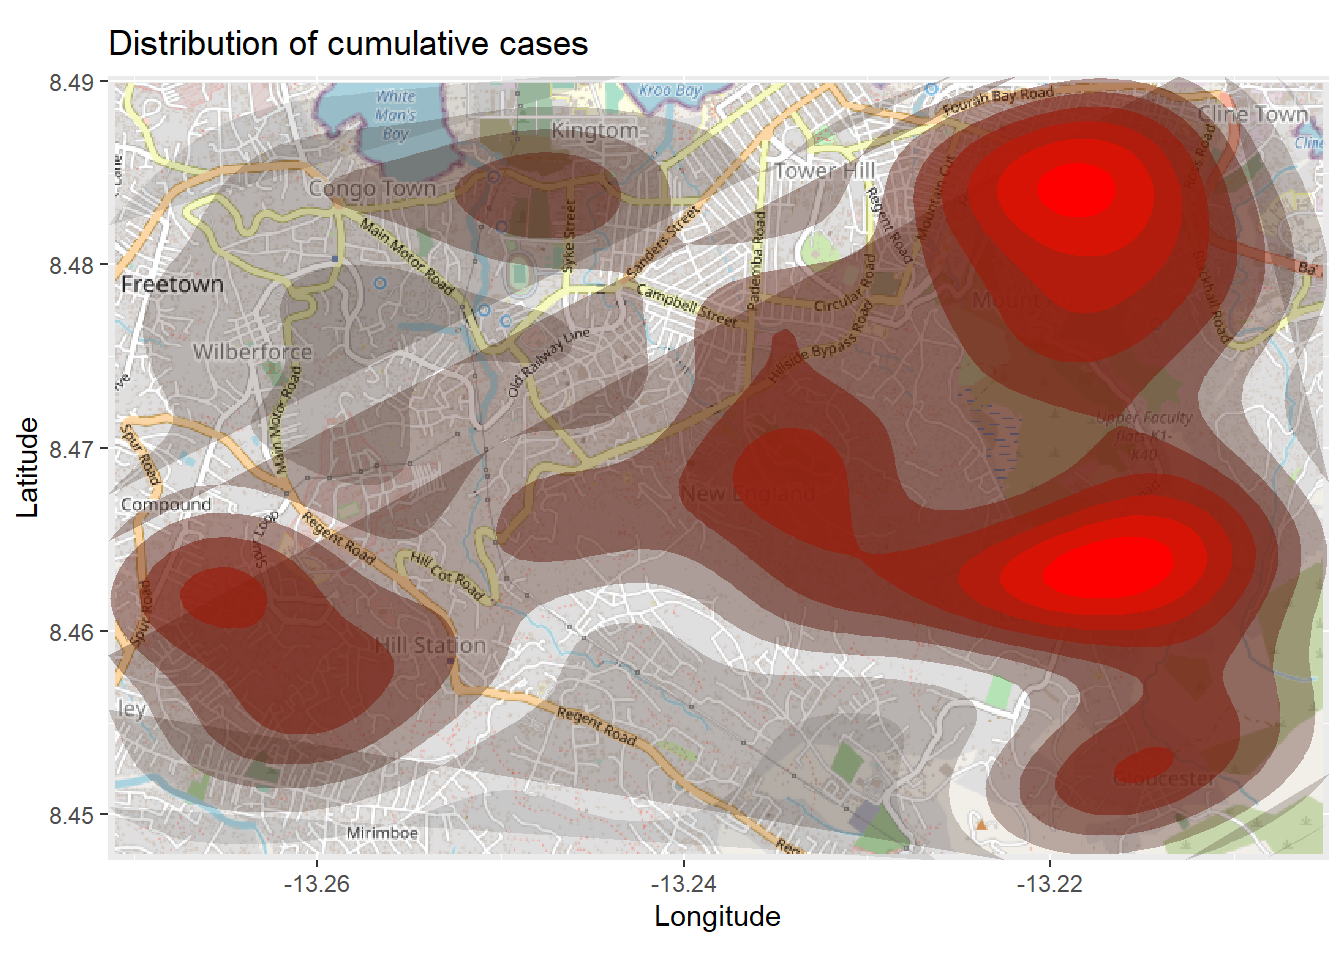 Distribution of cumulative cases
8.49
8.48
8.47
8.46
8.45
Latitude
White
Man's
Bay
Kroo Bay
Fourah Bay Road
Cline Town
Cline
Kingtom
Congo Town
Tower Hill
Mountain Cut
Regent Road
Main Motor Road
Syke Street
Sanders Street
Pademba Road
Circular Road
Campbell Street
Hillside Bypass Road
Blackhall Road
Ba
Mount
Freetown
Wilberforce
Old Railway Line
Main Motor Road
Upper Faculty
flats K1-
K40
Spur Road
New England
Compound
Spur Loop
Regent Road
Hill Cot Road
Spur Road
Hill Station
ley
Regent Road
Gloucester
Mirimboe
Reg
-13.26
-13.24
-13.22
Longitude